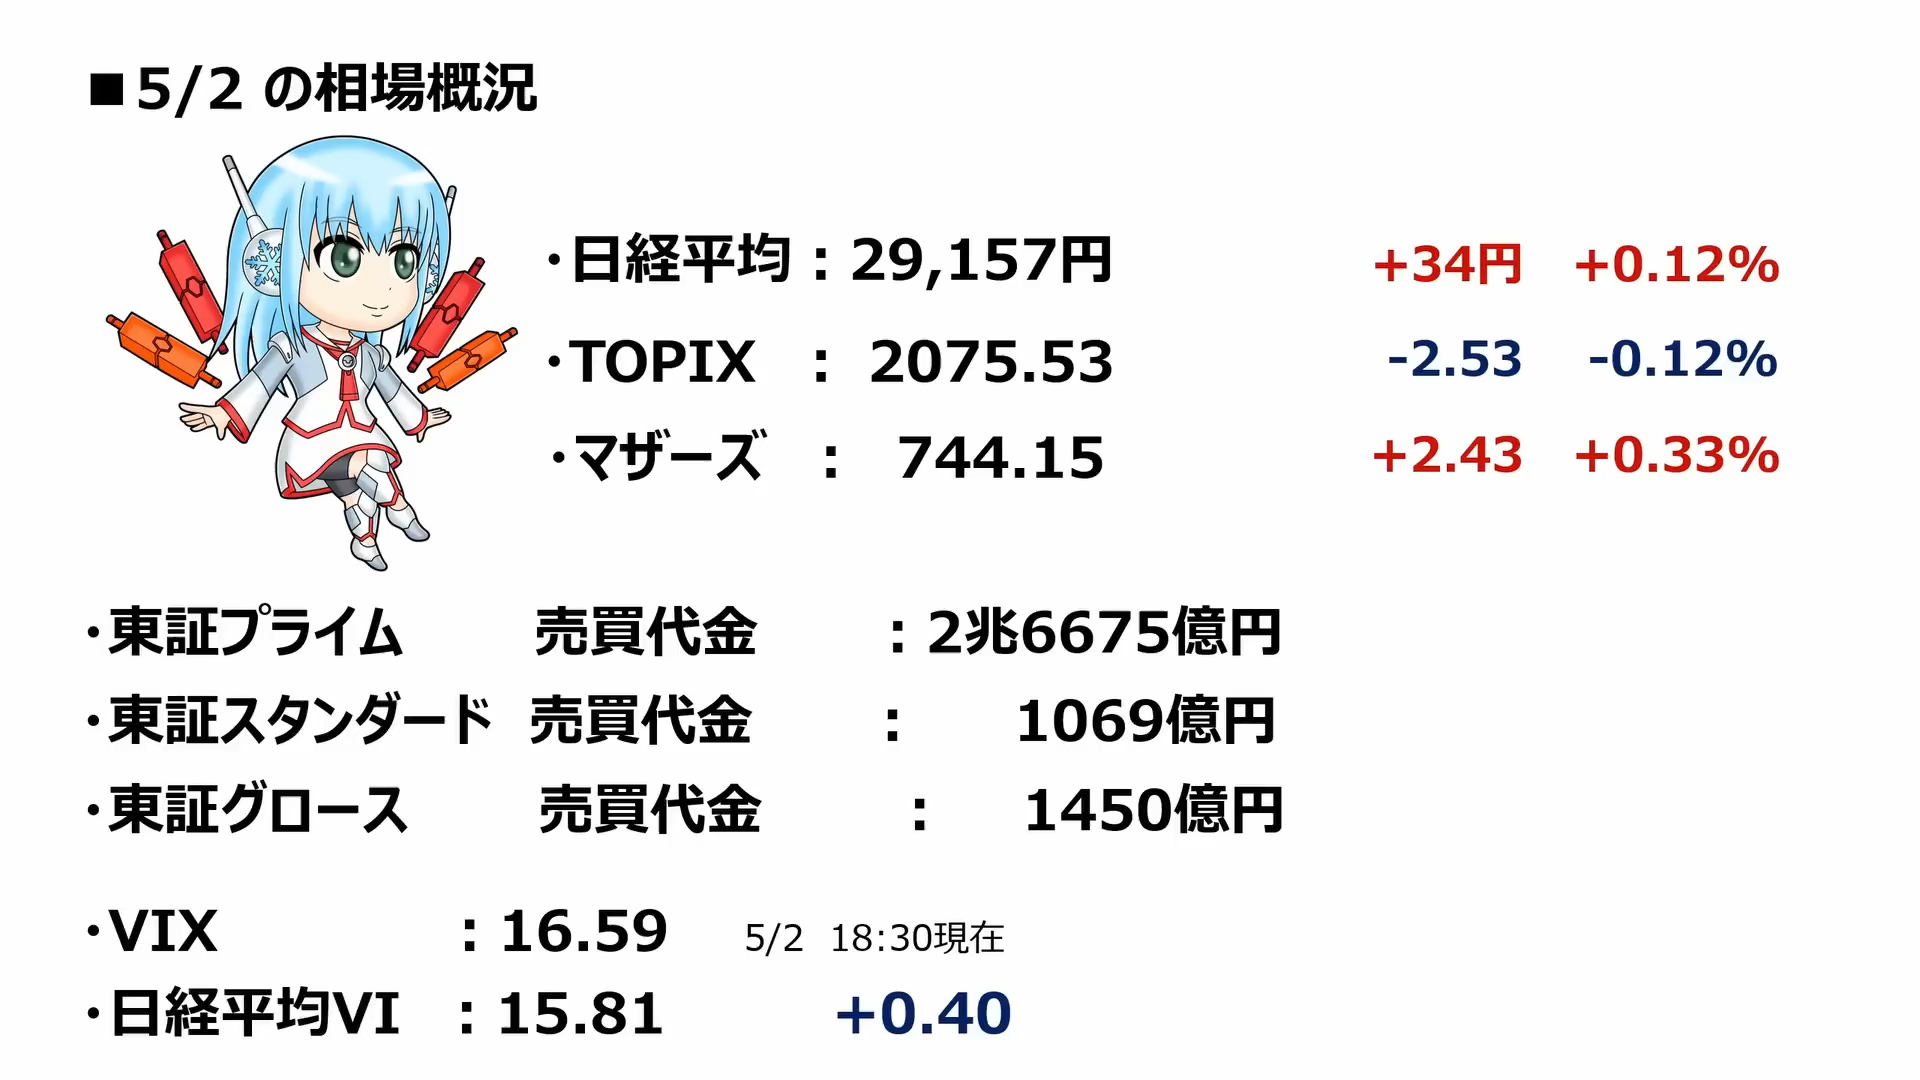 ■5/2 の相場概況
・日経平均：29,157円 +34円 +0.12%
・TOPIX ： 2075.53 -2.53 -0.12%
・マザーズ ： 744.15 +2.43 +0.33%
・東証プライム 売買代金 ：2兆6675億円
・東証スタンダード 売買代金 ： 1069億円
・東証グロース 売買代金 ： 1450億円
・VIX ：16.59 5/2 18:30現在
・日経平均VI ：15.81 +0.40